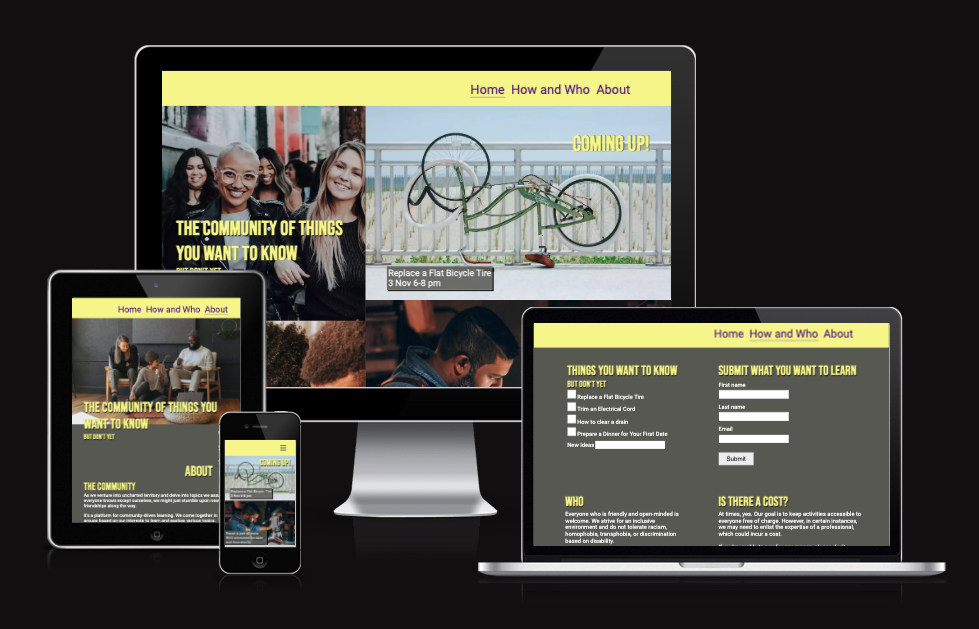 Home How and Who About
COMING UP!
THE COMMUNITY OF THINGS
YOU WANT TO KNOW
BUT DON'T YET
Replace a Flat Bicycle Tire
3 Nov 6-8 pm
Home How and Who About
THE COMMUNITY OF THINGS YOU
WANT TO KNOW
BUT DON'T YET
ABOUT
THE COMMUNITY
As we venture into uncharted territory and delve into topics we
everyone knows except ourselves, we might just stumble upon new
friendships along the way.
It's a platform for community-driven learning. We come together in
groups based on our interests to learn and explore various topics
COMING UP!
Replace a Flat Bicycle Tire
3 Nov 6-8 pm
Home How and Who About
THINGS YOU WANT TO KNOW
BUT DON'T YET
Replace a Flat Bicycle Tire
Trim an Electrical Cord
How to clear a drain
Prepare a Dinner for Your First Date
New Ideas
SUBMIT WHAT YOU WANT TO LEARN
First name
Last name
Email
Submit
WHO
Everyone who is friendly and open-minded is
welcome. We strive for an inclusive
environment and do not tolerate racism,
homophobia, transphobia, or discrimination
based on disability.
IS THERE A COST?
At times, yes. Our goal is to keep activities accessible to
everyone free of charge. However, in certain instances,
we may need to enlist the expertise of a professional,
which could incur a cost.